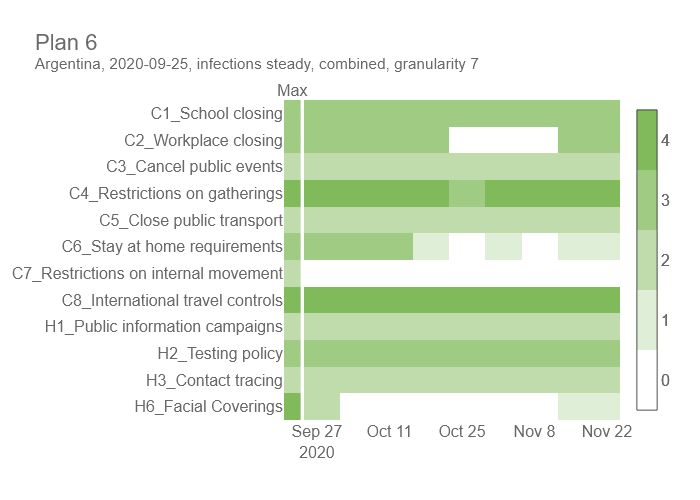 Plan 6
Argentina, 2020-09-25, infections steady, combined, granularity 7
Max
C1_School closing
C2_Workplace closing
C3_Cancel public events
C4_Restrictions on gatherings
C5_Close public transport
C6_Stay at home requirements
C7_Restrictions on internal movement
C8_International travel controls
H1_Public information campaigns
H2_Testing policy
H3_Contact tracing
H6_Facial Coverings
Sep 27 Oct 11 Oct 25 Nov 8 Nov 22
2020
4
3
2
1
0